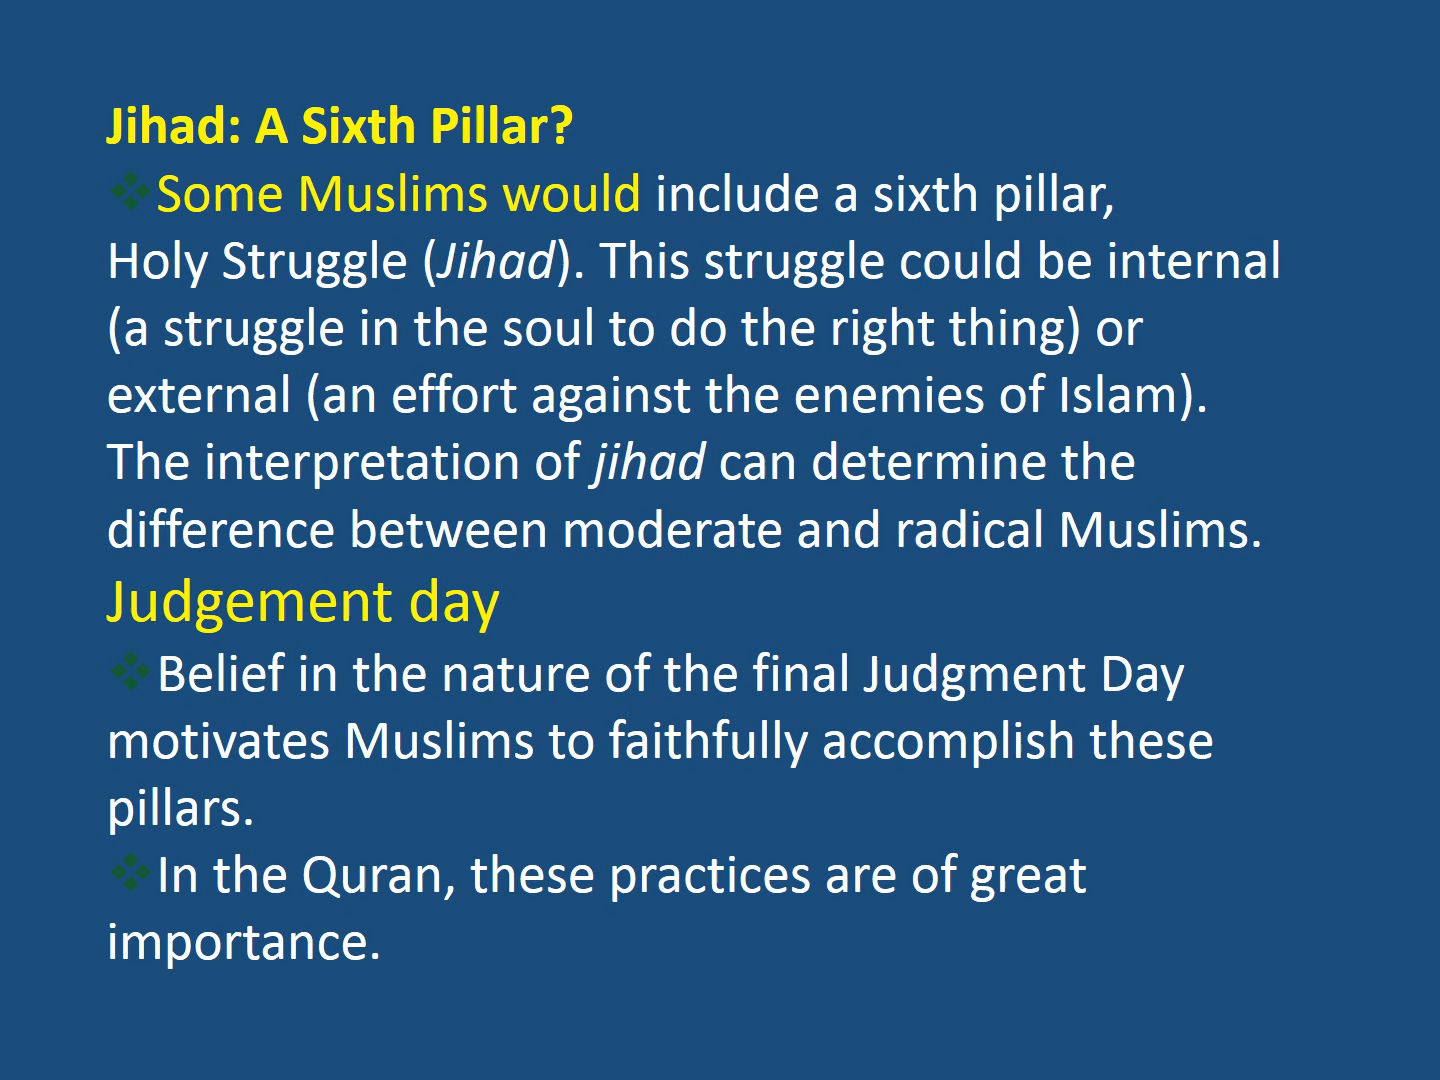 Jihad: A Sixth Pillar?
❖Some Muslims would include a sixth pillar,
Holy Struggle (Jihad). This struggle could be internal
(a struggle in the soul to do the right thing) or
external (an effort against the enemies of Islam).
The interpretation of jihad can determine the
difference between moderate and radical Muslims.
Judgement day
❖Belief in the nature of the final Judgment Day
motivates Muslims to faithfully accomplish these
pillars.
❖In the Quran, these practices are of great
importance.